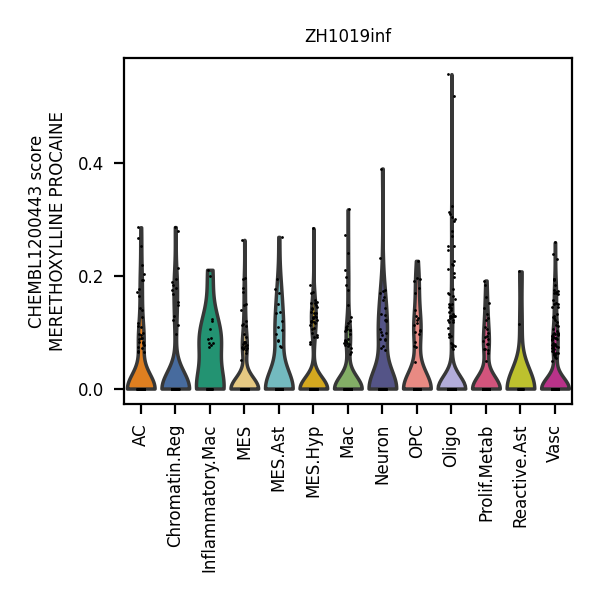 ZH1019inf
CHEMBL1200443 score
MERETHOXYLLINE PROCAINE
0.4
0.2
0.0
AC
Chromatin.Reg
Inflammatory.Mac
MES
MES.Ast
MES.Hyp
Mac
Neuron
OPC
Oligo
Prolif.Metab
Reactive.Ast
Vasc